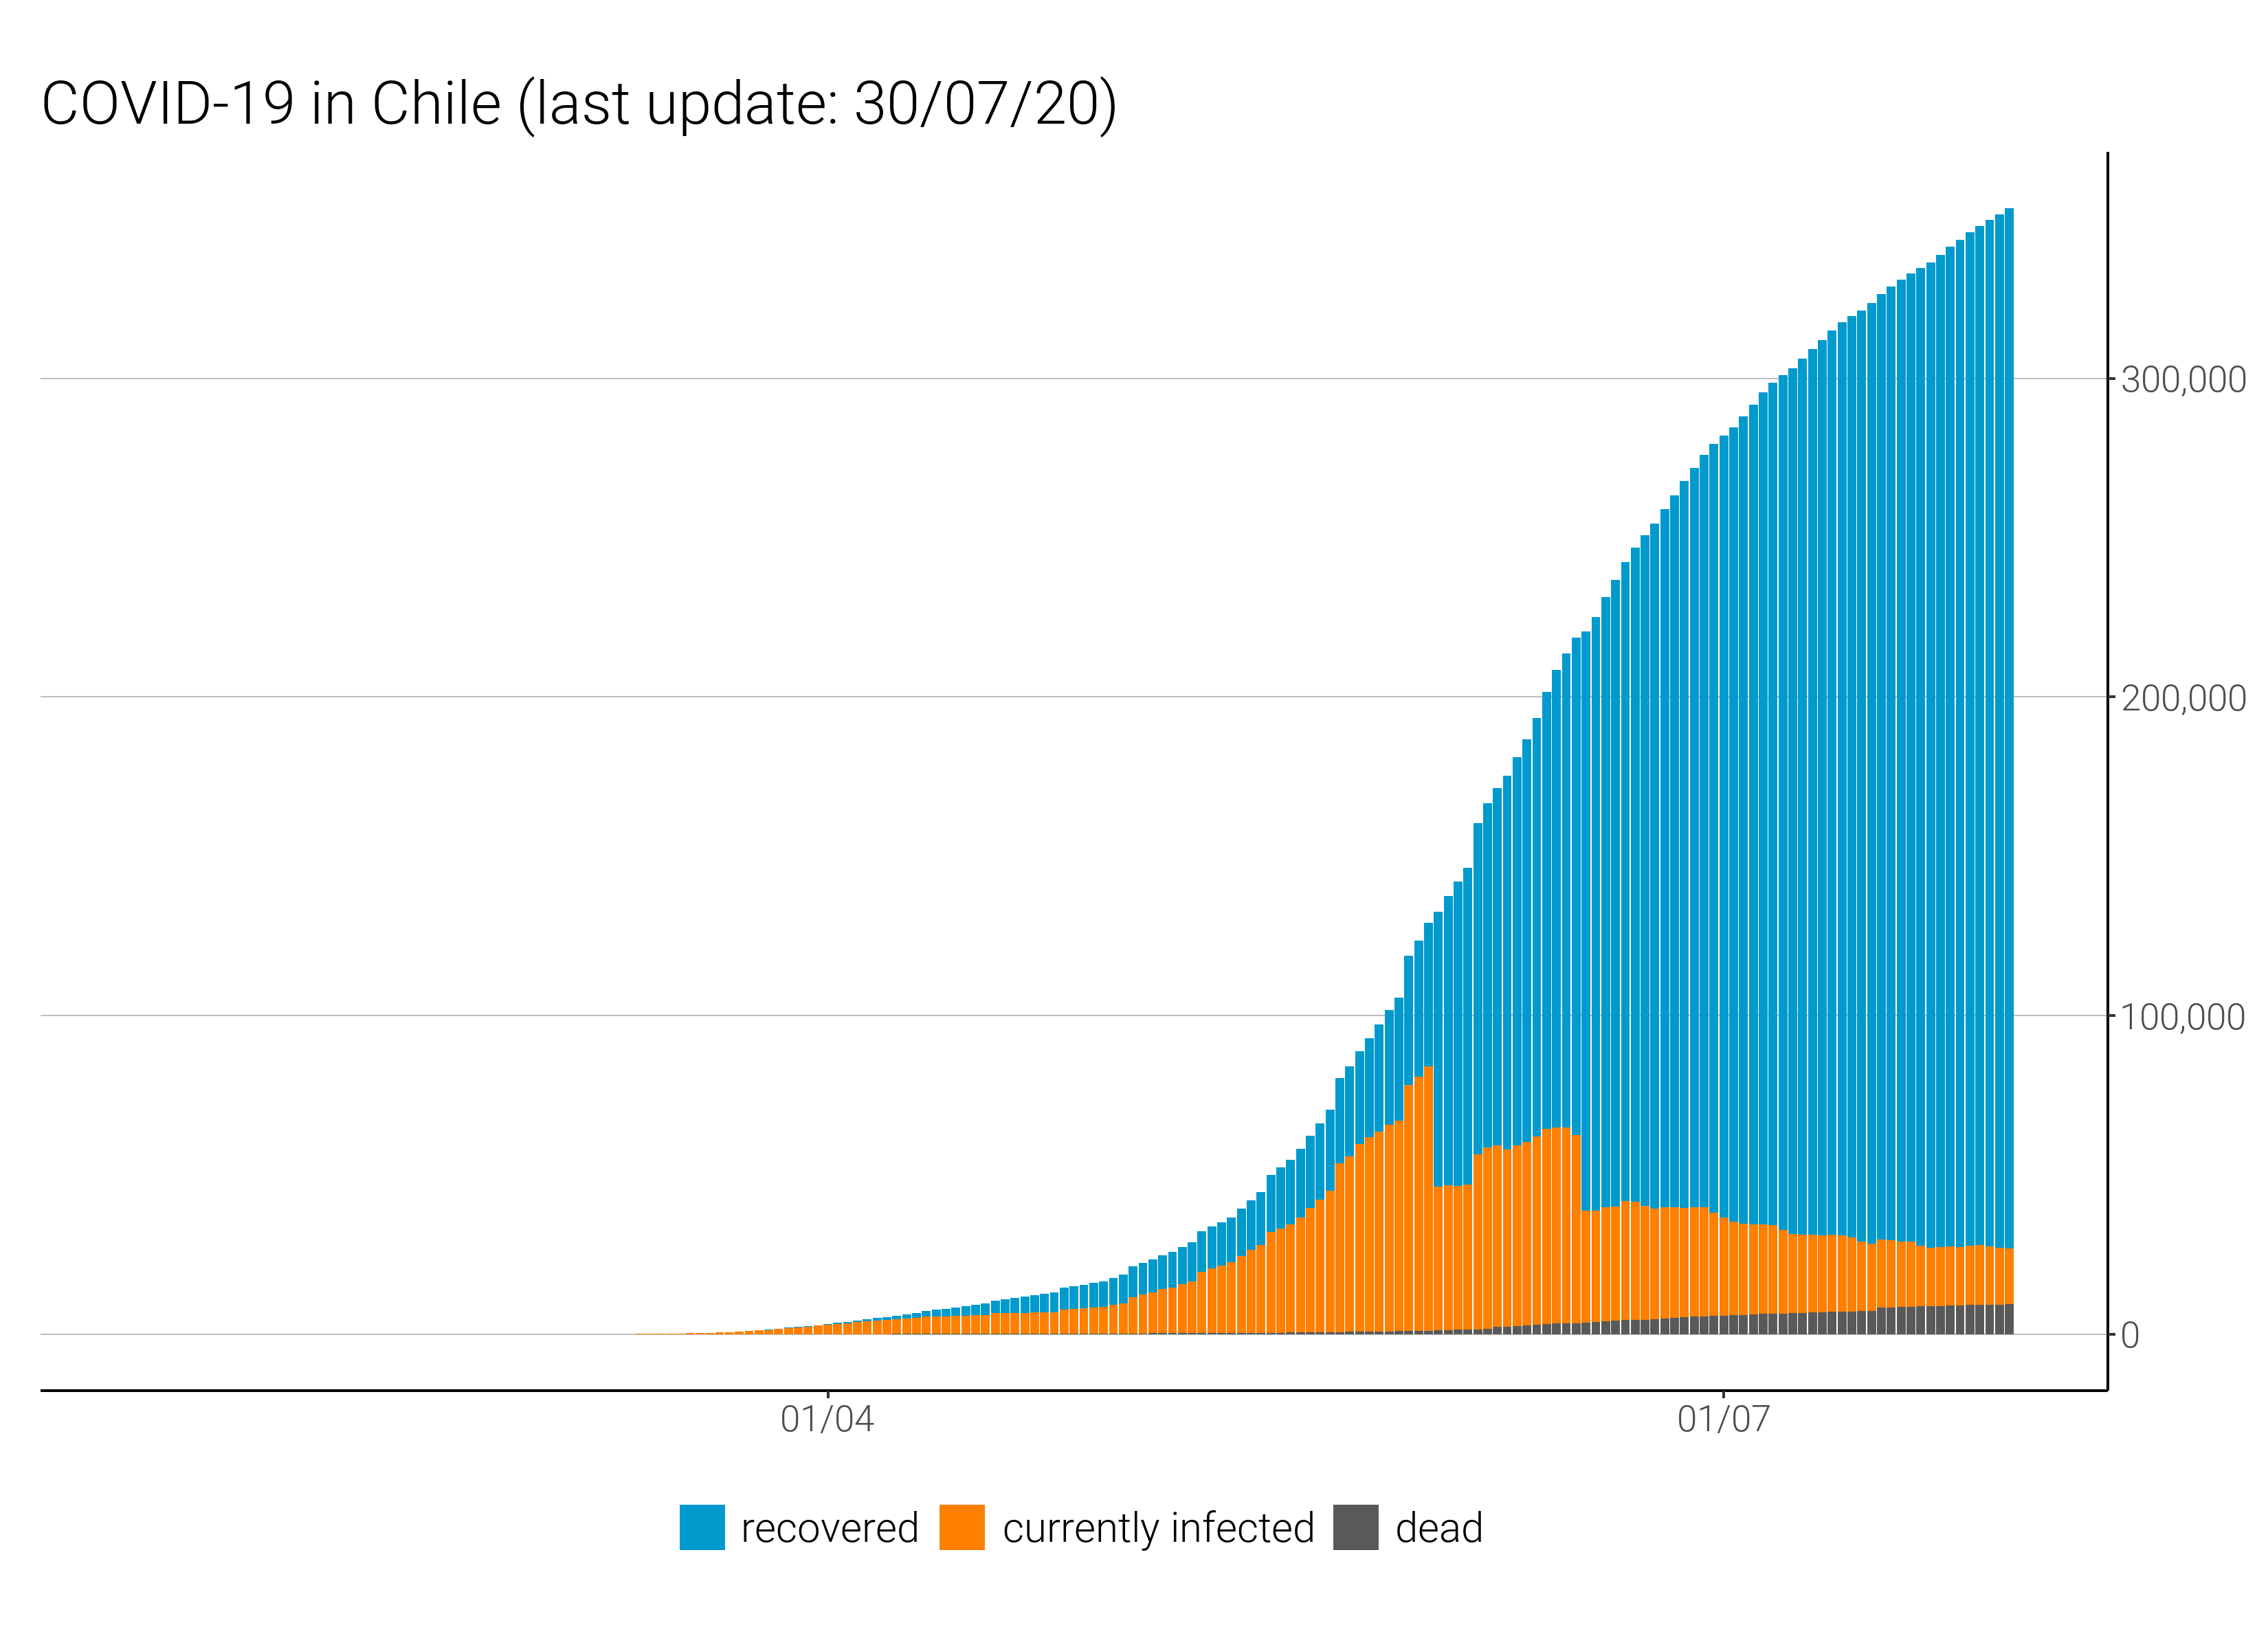 COVID-19 in Chile (last update: 30/07/20)
300,000
200,000
100,000
0
01/04 01/07
recovered currently infected dead